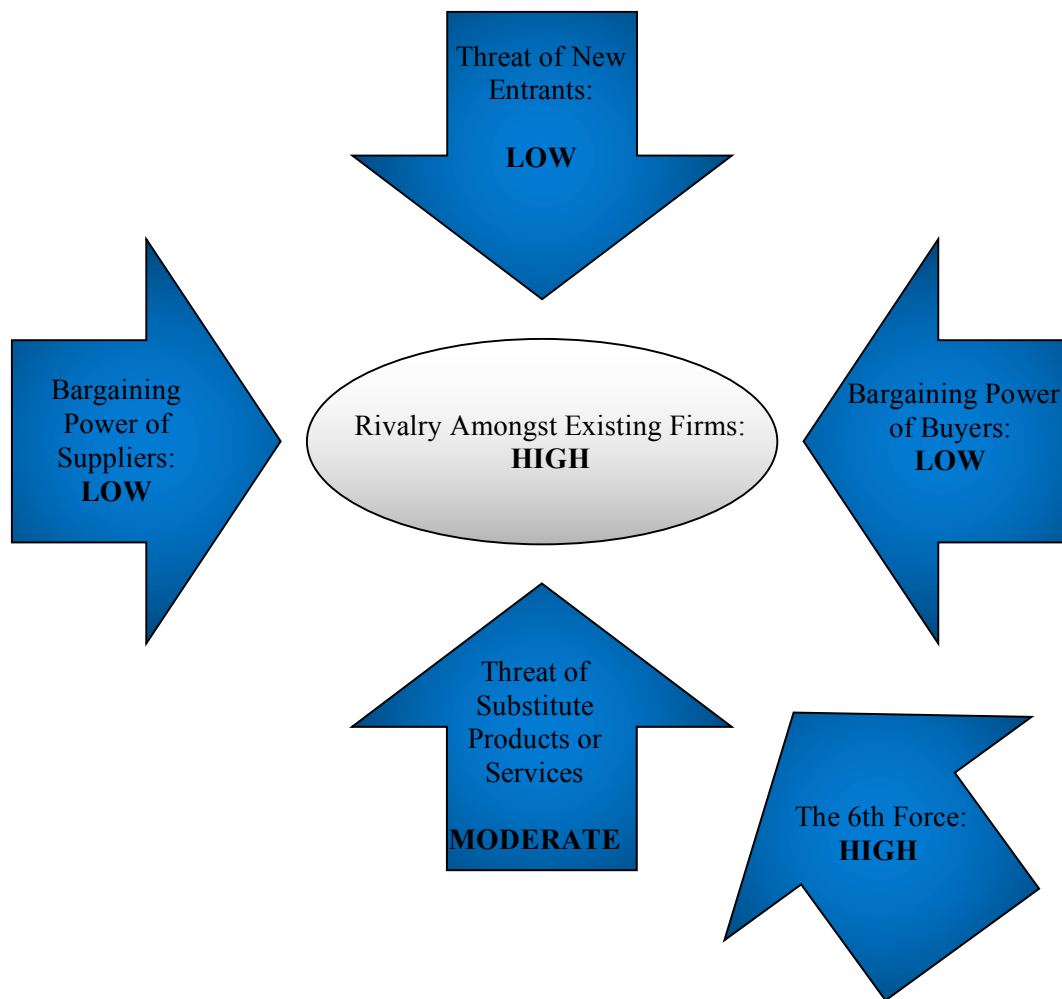 Threat of New
Entrants:
LOW
Bargaining
Power of
Suppliers:
LOW
Rivalry Amongst Existing Firms:
HIGH
Bargaining Power
of Buyers:
LOW
Threat of
Substitute
Products or
Services
MODERATE
The 6th Force:
HIGH